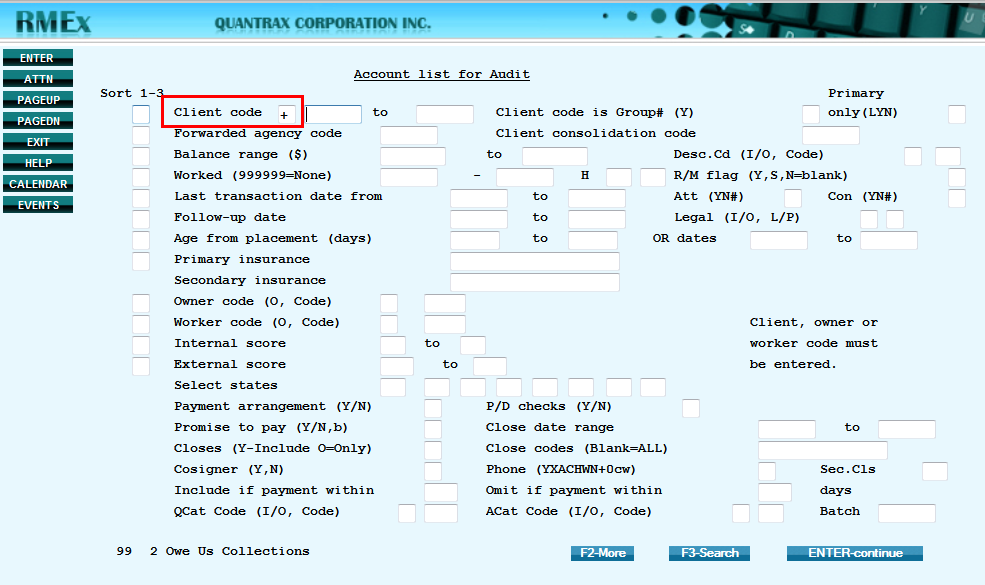 RMEx QUANTRAX CORPORATION INC.
ENTER
ATTN
PAGEUP
PAGEDN
EXIT
HELP
CALENDAR
EVENTS
Account list for Audit
Sort 1-3 Primary
Client code + to Client code is Group# (Y) only(LYN)
Forwarded agency code Client consolidation code
Balance range ($) to Desc.Cd (I/O, Code)
Worked (999999=None) - H R/M flag (Y,S,N=blank)
Last transaction date from to Att (YN#) Con (YN#)
Follow-up date to Legal (I/O, L/P)
Age from placement (days) to OR dates to
Primary insurance
Secondary insurance
Owner code (O, Code)
Worker code (O, Code) Client, owner or
Internal score to worker code must
External score to be entered.
Select states
Payment arrangement (Y/N) P/D checks (Y/N)
Promise to pay (Y/N,b) Close date range to
Closes (Y-Include O=Only) Close codes (Blank=ALL)
Cosigner (Y,N) Phone (YXACHWN+0cw) Sec.Cls
Include if payment within Omit if payment within days
QCat Code (I/O, Code) ACat Code (I/O, Code) Batch
99 2 Owe Us Collections F2-More F3-Search ENTER-continue